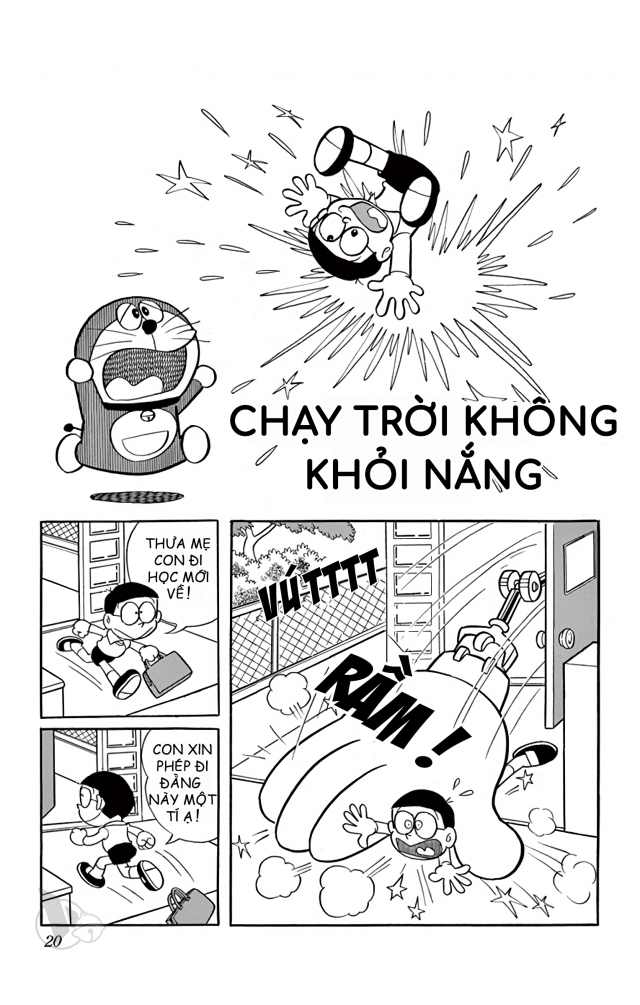 CHẠY TRỜI KHÔNG
KHỎI NẮNG
THƯA MẸ
CON ĐI
HỌC MỚI
VỀ!
CON XIN
PHÉP ĐI
ĐẰNG
NÀY MỘT
TÍ Ạ!
VÚTTTT
RẦM!
20